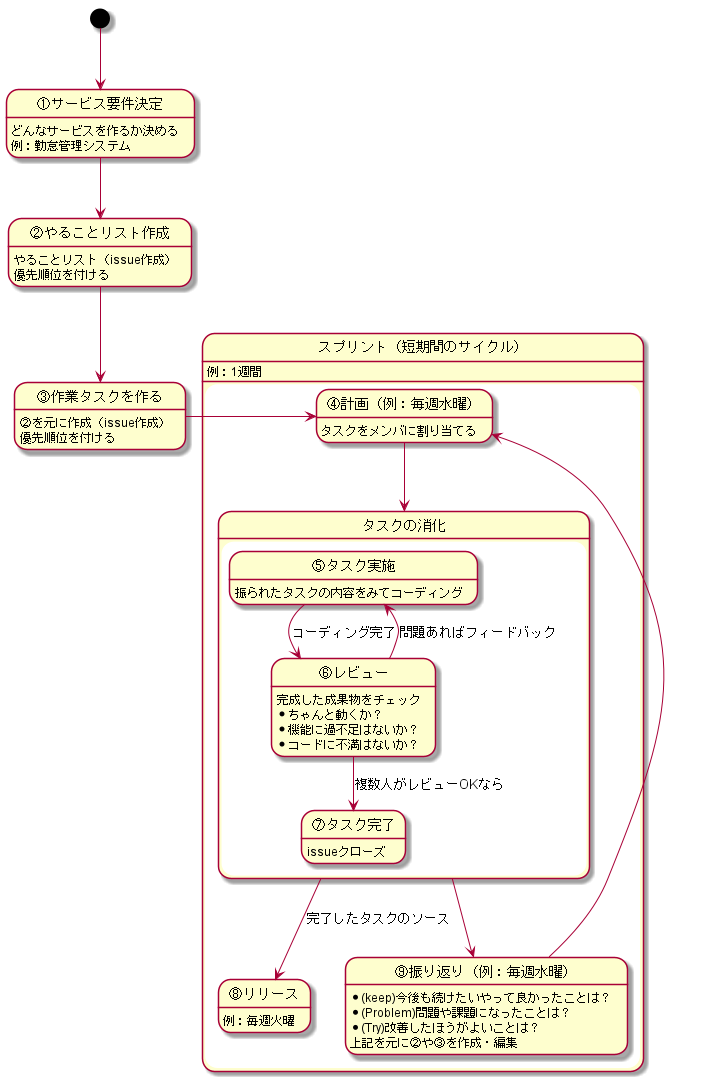 ①サービス要件決定
どんなサービスを作るか決める
例：勤怠管理システム
②やることリスト作成
やることリスト（issue作成）
優先順位を付ける
③作業タスクを作る
②を元に作成（issue作成）
優先順位を付ける
スプリント（短期間のサイクル）
例：1週間
④計画（例：毎週水曜）
タスクをメンバに割り当てる
タスクの消化
⑤タスク実施
振られたタスクの内容をみてコーディング
コーディング完了
問題あればフィードバック
⑥レビュー
完成した成果物をチェック
•ちゃんと動くか？
•機能に過不足はないか？
•コードに不満はないか？
複数人がレビューOKなら
⑦タスク完了
issueクローズ
完了したタスクのソース
⑧リリース
例：毎週火曜
⑨振り返り（例：毎週水曜）
•(keep)今後も続けたいやって良かったことは？
•(Problem)問題や課題になったことは？
•(Try)改善したほうがよいことは？
上記を元に②や③を作成・編集